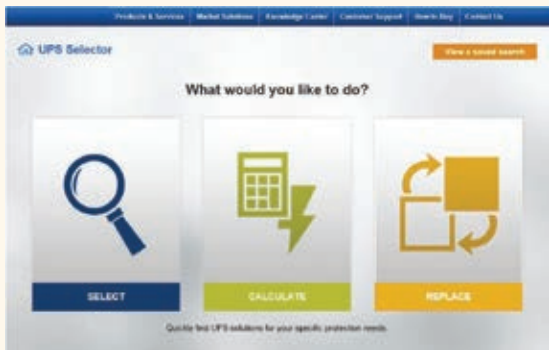 Products & Services Market Solutions Knowledge Center Customer Support How to Buy Contact Us
UPS Selector
View a saved search
What would you like to do?
SELECT CALCULATE REPLACE
Quickly find UPS solutions for your specific protection needs.